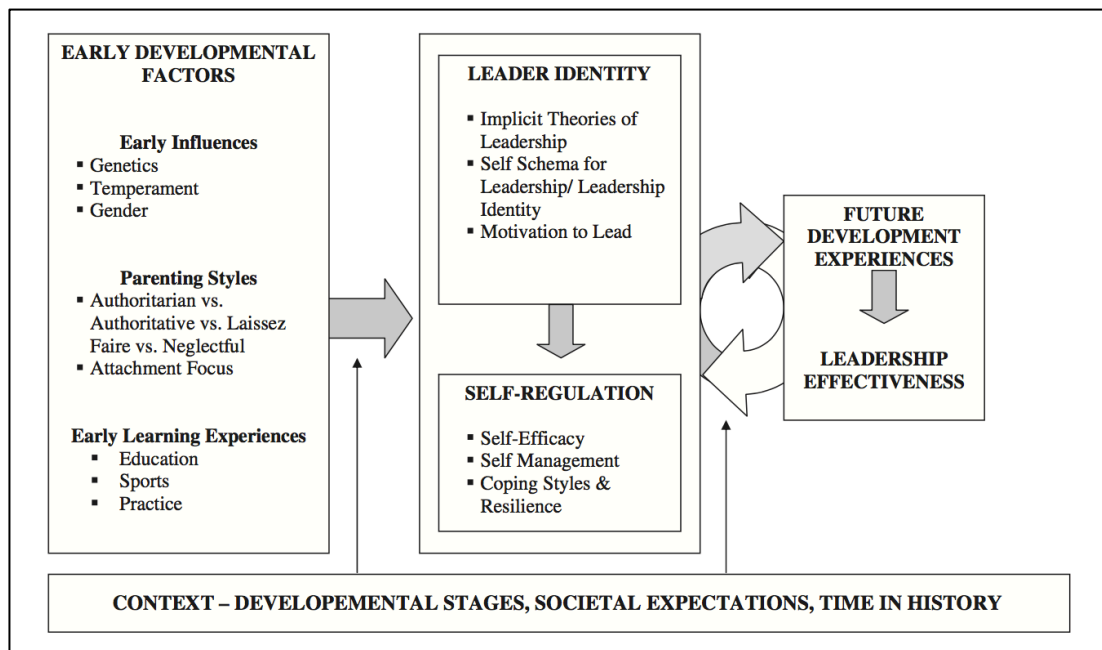 EARLY DEVELOPMENTAL
FACTORS
Early Influences
▪ Genetics
▪ Temperament
▪ Gender
Parenting Styles
▪ Authoritarian vs.
Authoritative vs. Laissez
Faire vs. Neglectful
▪ Attachment Focus
Early Learning Experiences
▪ Education
▪ Sports
▪ Practice
LEADER IDENTITY
▪ Implicit Theories of
Leadership
▪ Self Schema for
Leadership/ Leadership
Identity
▪ Motivation to Lead
SELF-REGULATION
▪ Self-Efficacy
▪ Self Management
▪ Coping Styles &
Resilience
FUTURE
DEVELOPMENT
EXPERIENCES
LEADERSHIP
EFFECTIVENESS
CONTEXT – DEVELOPEMENTAL STAGES, SOCIETAL EXPECTATIONS, TIME IN HISTORY